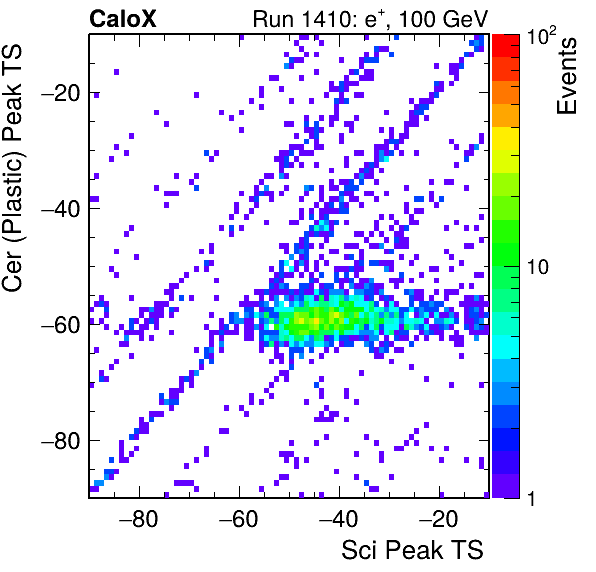 CaloX Run 1410: e⁺, 100 GeV
Cer (Plastic) Peak TS
−20
−40
−60
−80
−80 −60 −40 −20
Sci Peak TS
10²
10
1
Events